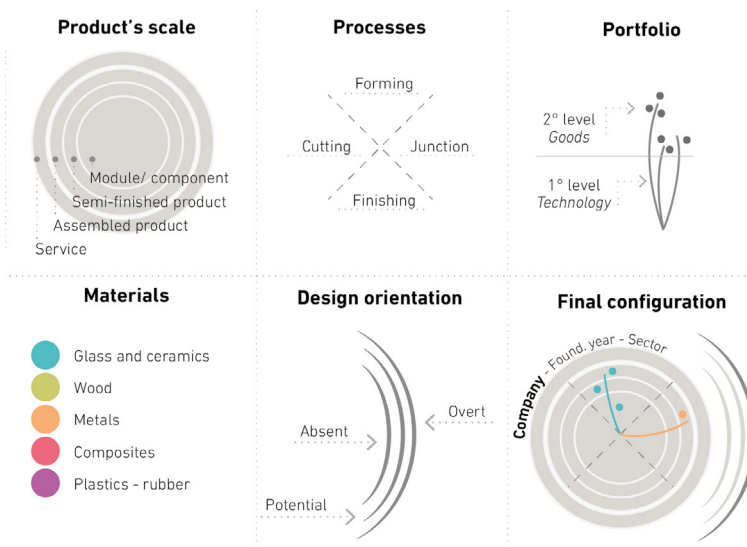 Product's scale
Module/ component
Semi-finished product
Assembled product
Service
Processes
Forming
Cutting
Junction
Finishing
Portfolio
2° level
Goods
1° level
Technology
Materials
Glass and ceramics
Wood
Metals
Composites
Plastics - rubber
Design orientation
Overt
Absent
Potential
Final configuration
Company - Found. year - Sector